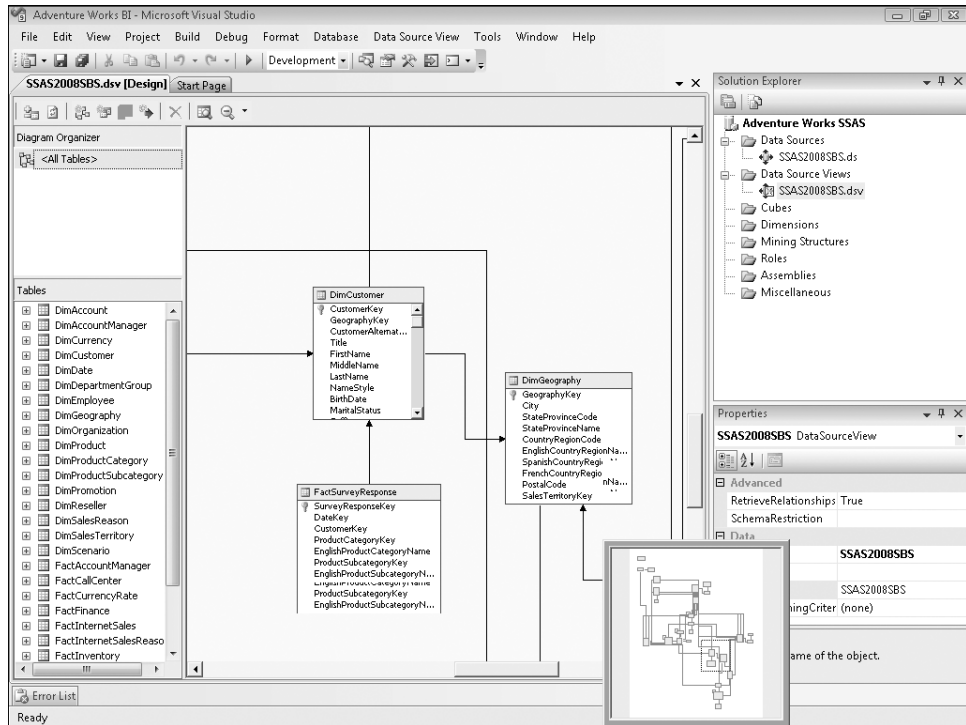 Adventure Works BI - Microsoft Visual Studio
File Edit View Project Build Debug Format Database Data Source View Tools Window Help
Development
SSAS2008SBS.dsv [Design] Start Page
Diagram Organizer
<All Tables>
Tables
DimAccount
DimAccountManager
DimCurrency
DimCustomer
DimDate
DimDepartmentGroup
DimEmployee
DimGeography
DimOrganization
DimProduct
DimProductCategory
DimProductSubcategory
DimPromotion
DimReseller
DimSalesReason
DimSalesTerritory
DimScenario
FactAccountManager
FactCallCenter
FactCurrencyRate
FactFinance
FactInternetSales
FactInternetSalesReaso
FactInventory
DimCustomer
CustomerKey
GeographyKey
CustomerAlternat...
Title
FirstName
MiddleName
LastName
NameStyle
BirthDate
MaritalStatus
FactSurveyResponse
SurveyResponseKey
DateKey
CustomerKey
ProductCategoryKey
EnglishProductCategoryName
ProductSubcategoryKey
EnglishProductSubcategoryN...
EnglishProductCategoryName
ProductSubcategoryKey
EnglishProductSubcategoryN...
DimGeography
GeographyKey
City
StateProvinceCode
StateProvinceName
CountryRegionCode
EnglishCountryRegionNa...
SpanishCountryRegi
FrenchCountryRegio
PostalCode nNa...
SalesTerritoryKey
Solution Explorer
Adventure Works SSAS
Data Sources
SSAS2008SBS.ds
Data Source Views
SSAS2008SBS.dsv
Cubes
Dimensions
Mining Structures
Roles
Assemblies
Miscellaneous
Properties
SSAS2008SBS DataSourceView
Advanced
RetrieveRelationships True
SchemaRestriction
Data
SSAS2008SBS
SSAS2008SBS
ningCriter (none)
ame of the object.
Error List
Ready